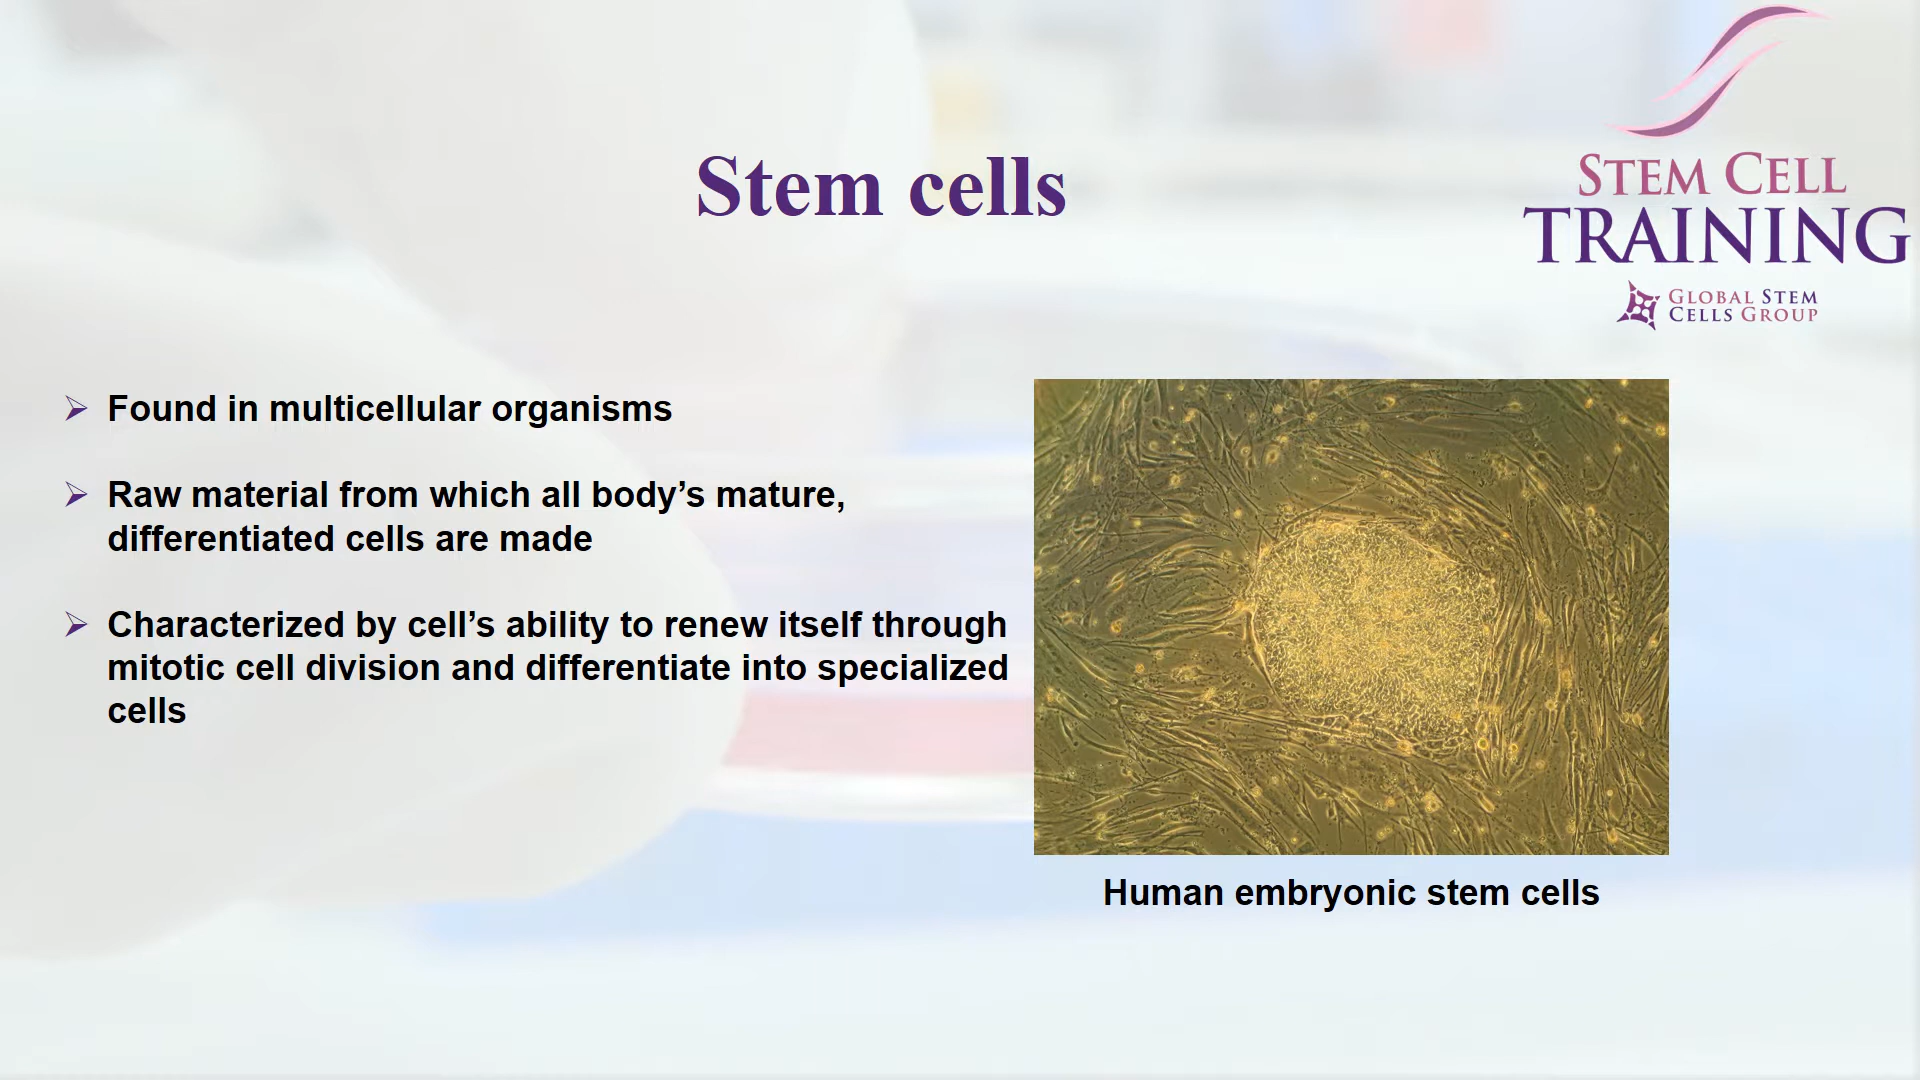 Stem cells
STEM CELL
TRAINING
GLOBAL STEM
CELLS GROUP
➢ Found in multicellular organisms
➢ Raw material from which all body’s mature,
differentiated cells are made
➢ Characterized by cell’s ability to renew itself through
mitotic cell division and differentiate into specialized
cells
Human embryonic stem cells